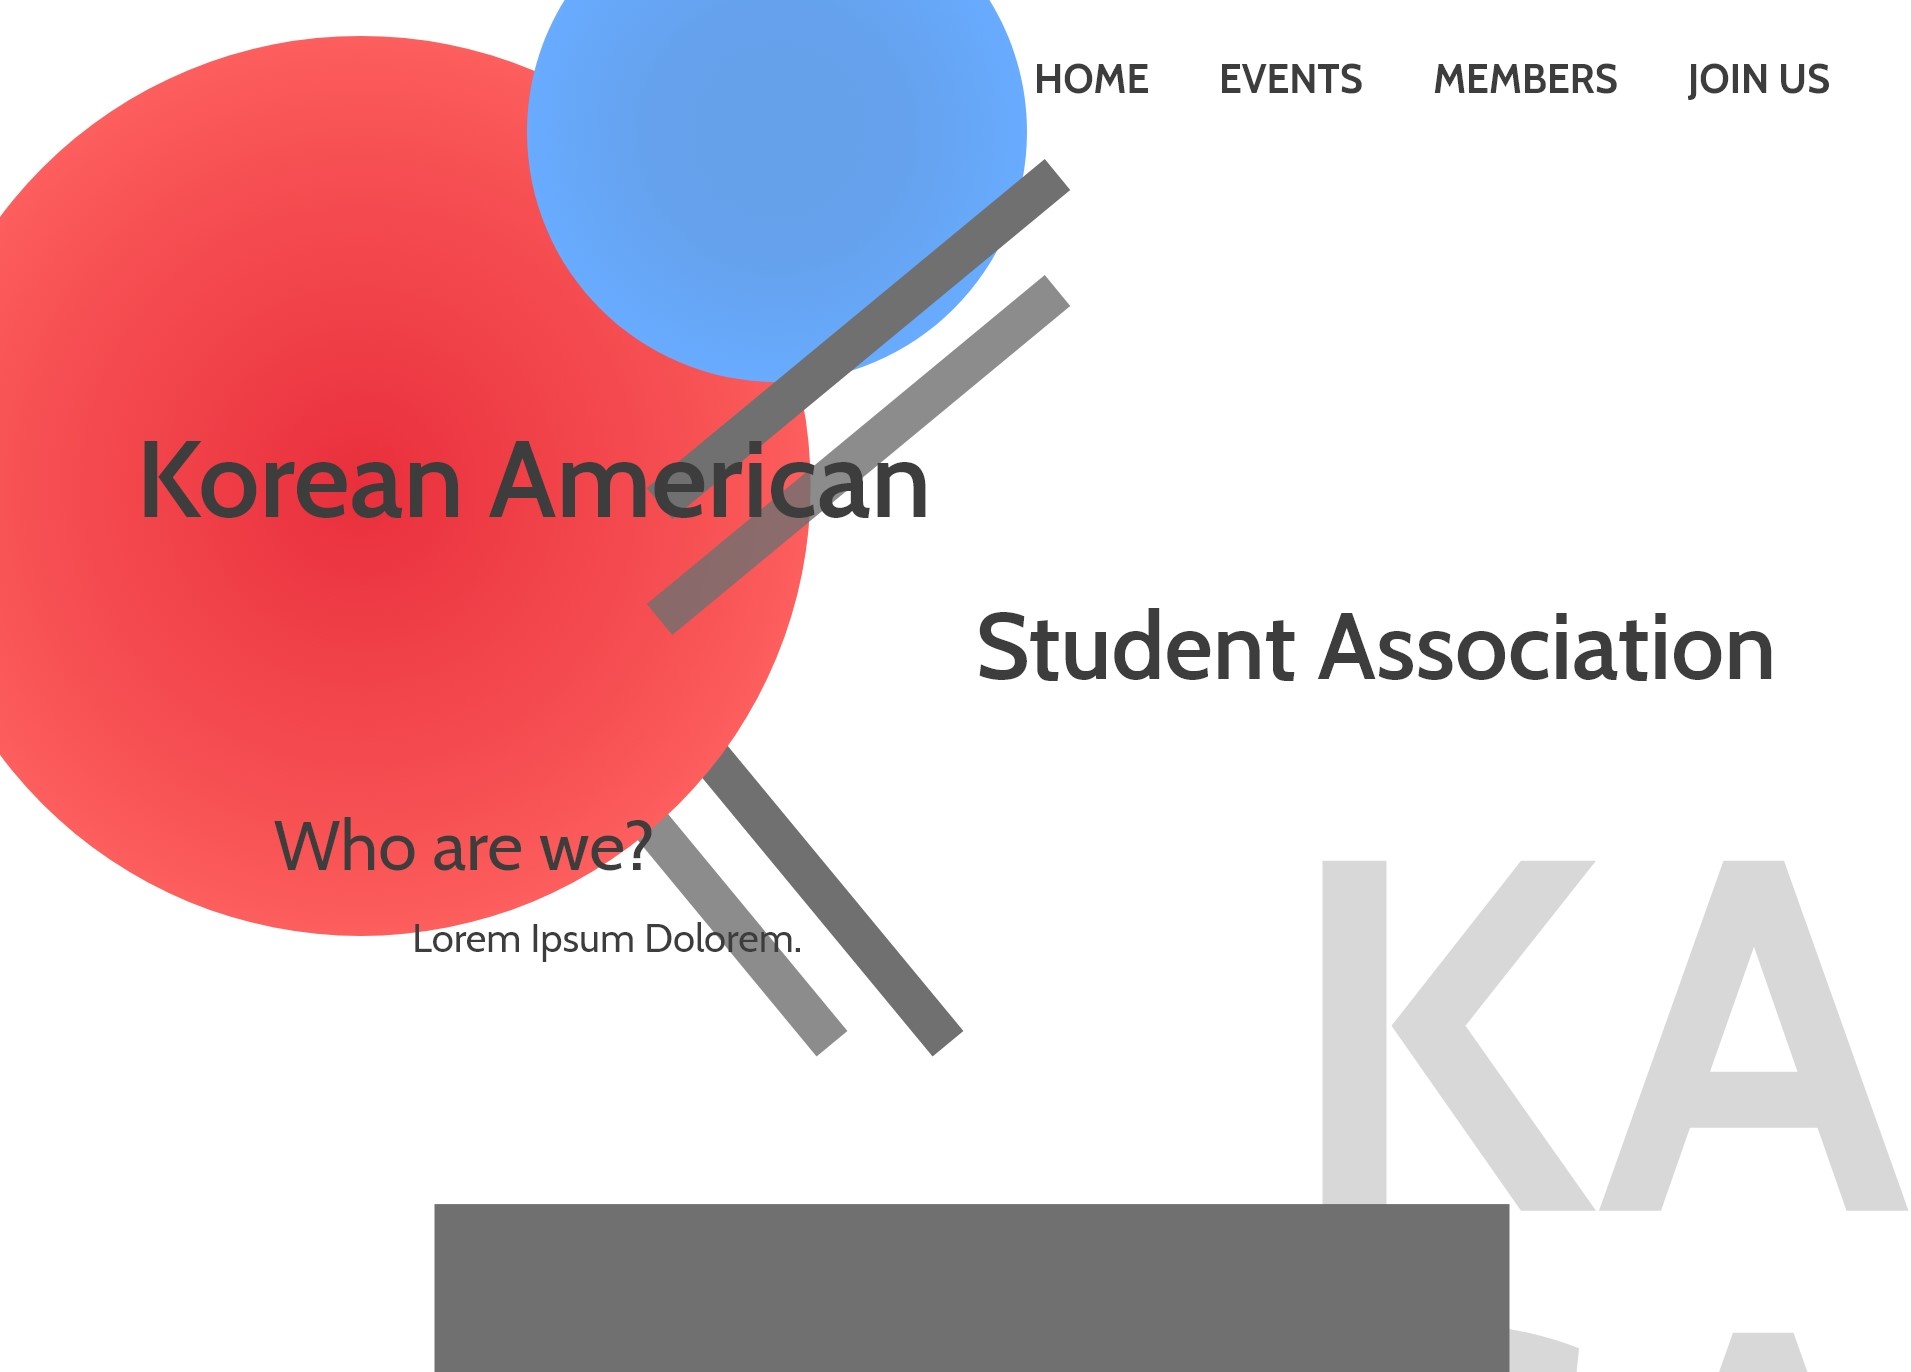 HOME EVENTS MEMBERS JOIN US
Korean American
Student Association
Who are we?
Lorem Ipsum Dolorem.
KA